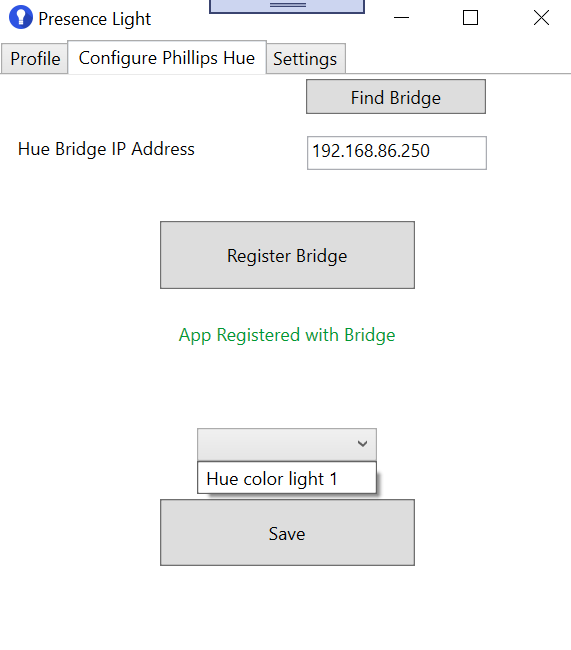 Presence Light
Profile Configure Phillips Hue Settings
Find Bridge
Hue Bridge IP Address 192.168.86.250
Register Bridge
App Registered with Bridge
Hue color light 1
Save